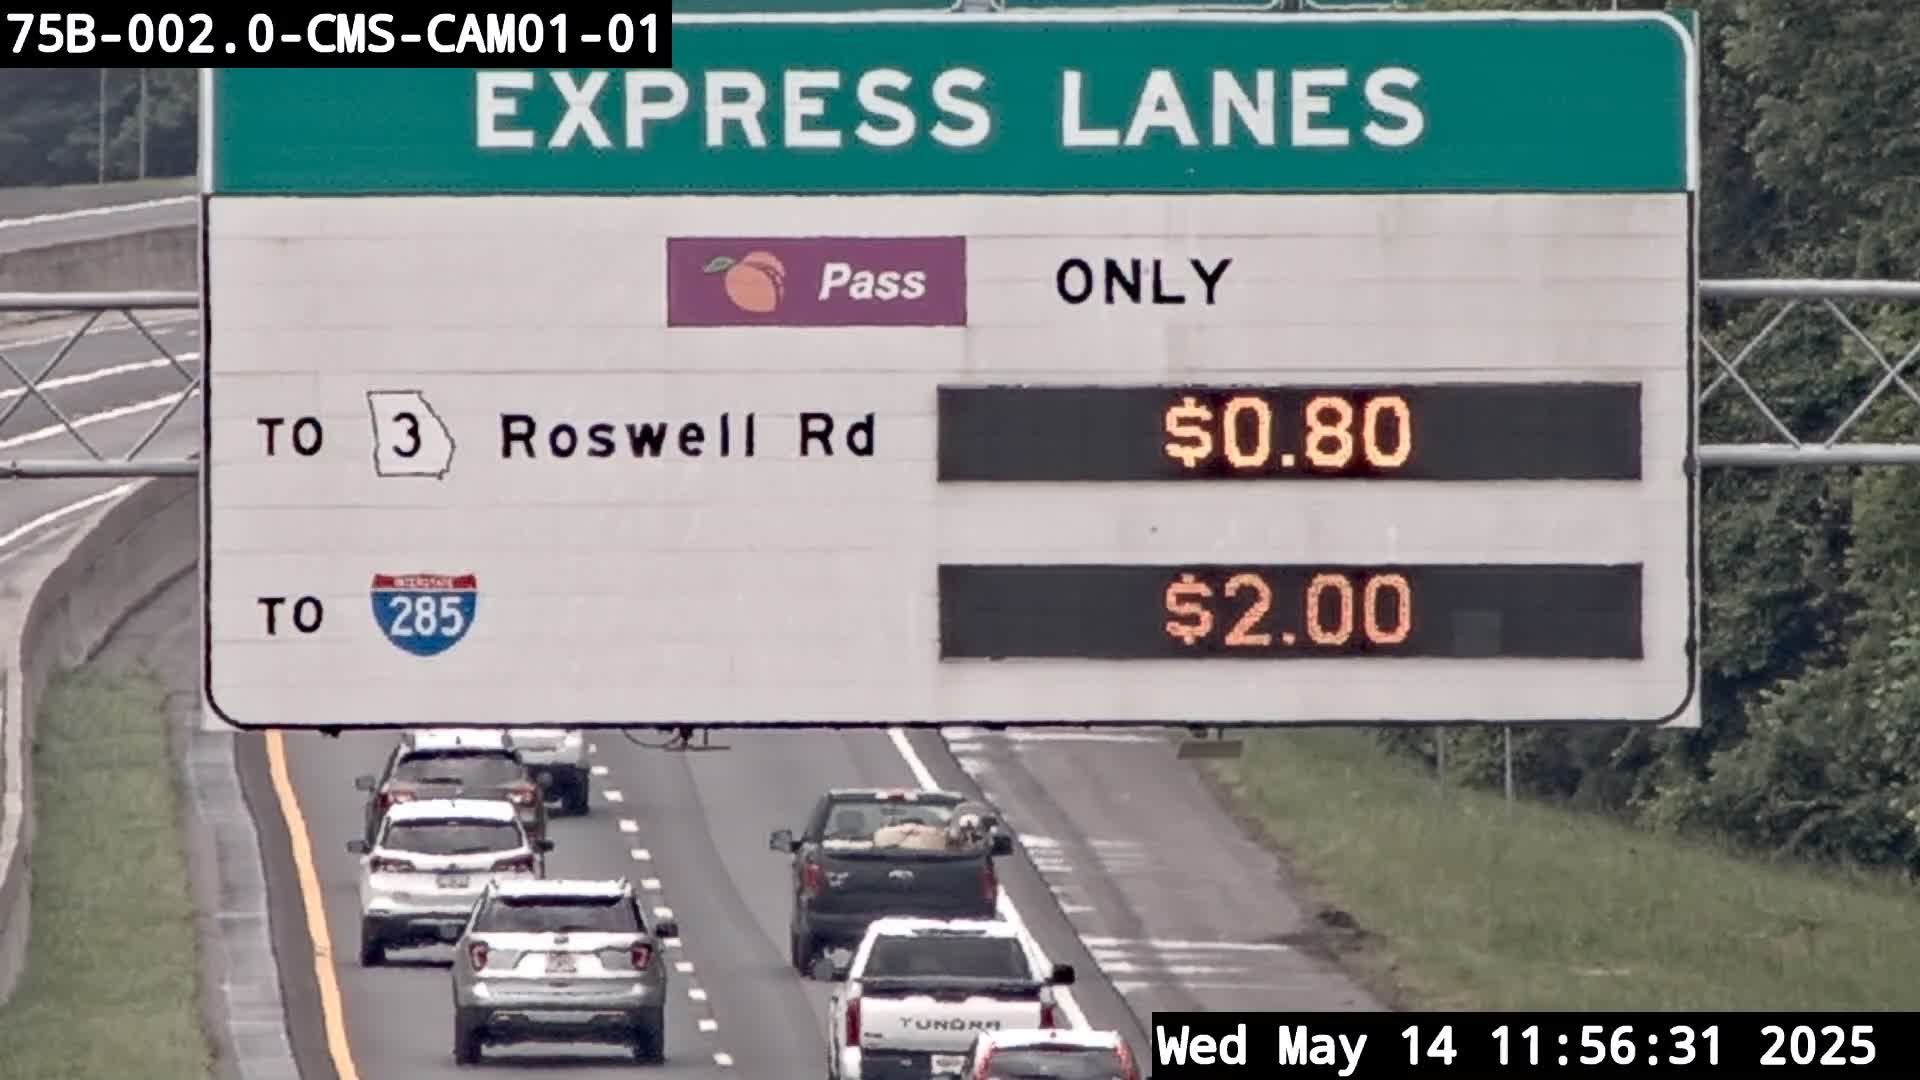 75B-002.0-CMS-CAM01-01
EXPRESS LANES
Pass ONLY
TO 3 Roswell Rd $0.80
TO INTERSTATE 285 $2.00
TUNDRA
Wed May 14 11:56:31 2025